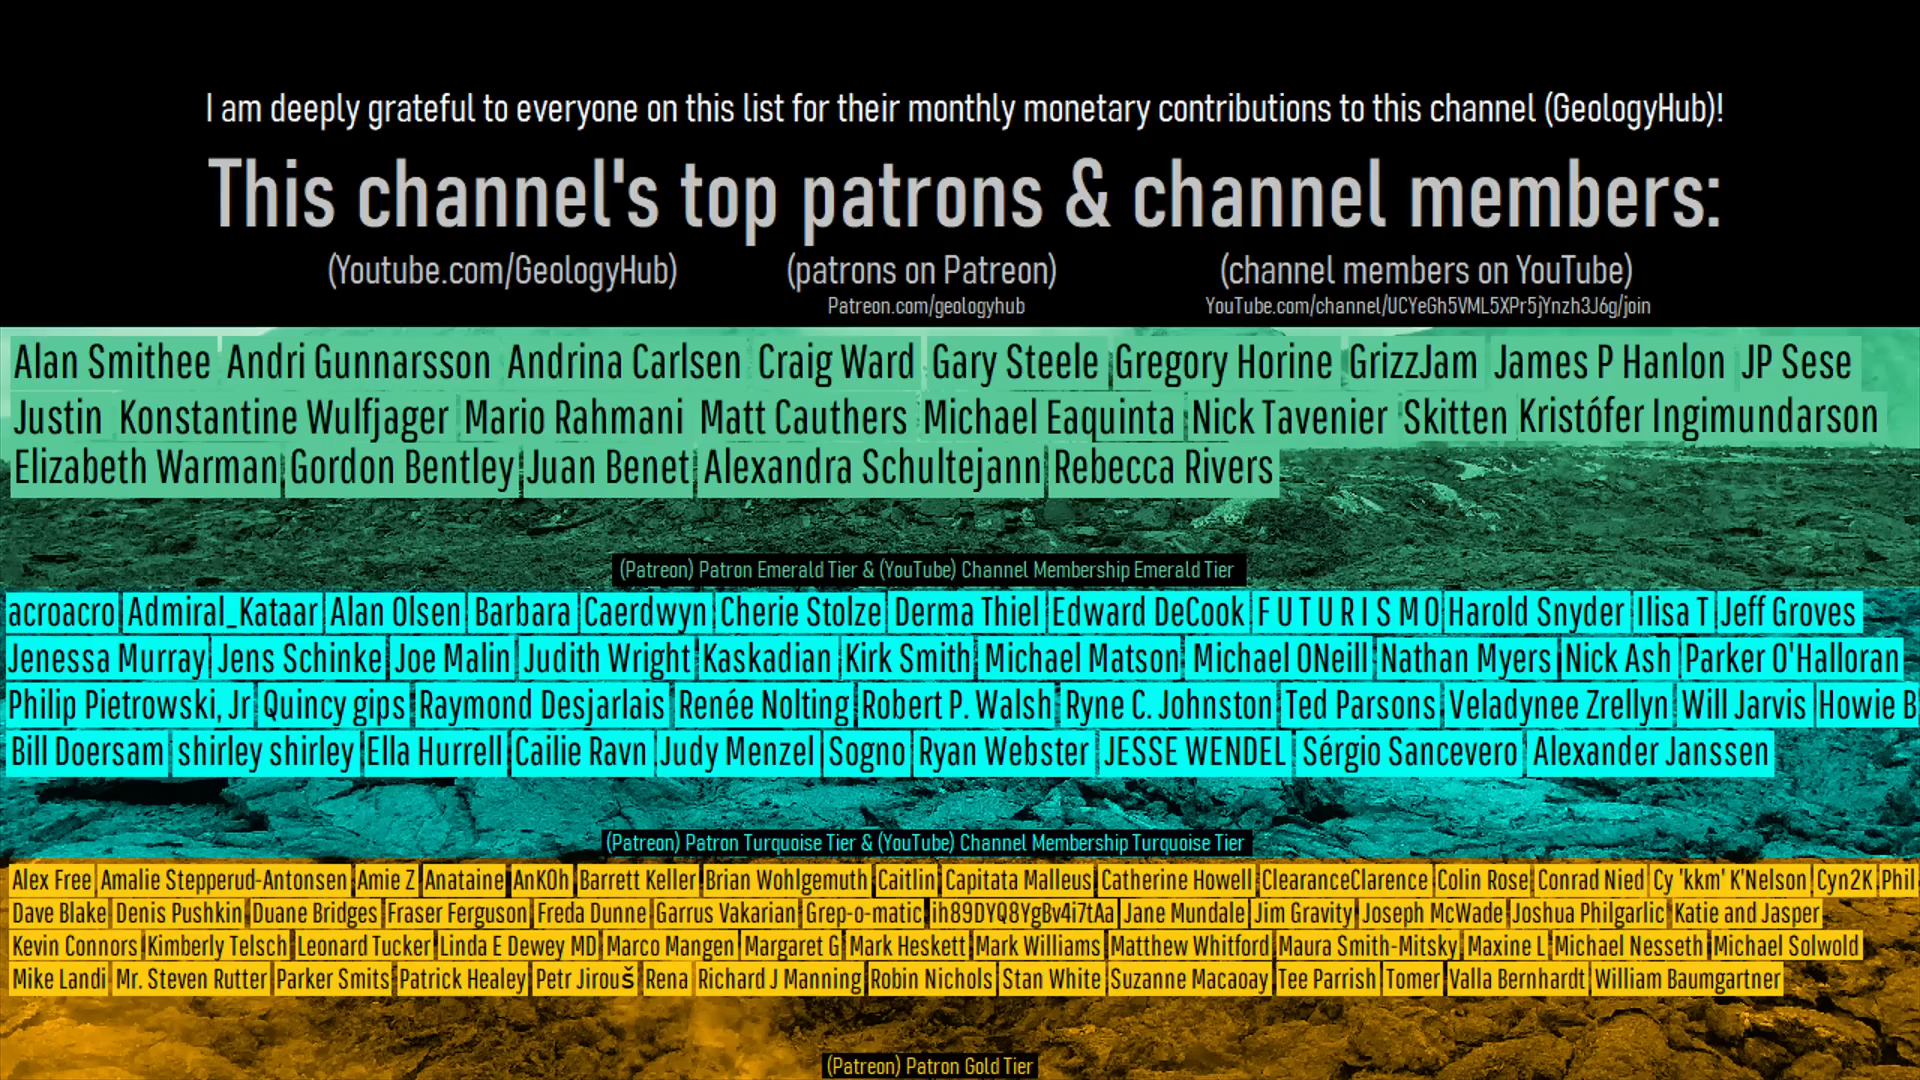 I am deeply grateful to everyone on this list for their monthly monetary contributions to this channel (GeologyHub)!
This channel's top patrons & channel members:
(Youtube.com/GeologyHub) (patrons on Patreon) (channel members on YouTube)
Patreon.com/geologyhub YouTube.com/channel/UCYeGh5VML5XPr5jYnzh3J6g/join
Alan Smithee Andri Gunnarsson Andrina Carlsen Craig Ward Gary Steele Gregory Horine GrizzJam James P Hanlon JP Sese
Justin Konstantine Wulfjager Mario Rahmani Matt Cauthers Michael Eaquinta Nick Tavenier Skitten Kristófer Ingimundarson
Elizabeth Warman Gordon Bentley Juan Benet Alexandra Schultejann Rebecca Rivers
(Patreon) Patron Emerald Tier & (YouTube) Channel Membership Emerald Tier
acroacro Admiral_Kataar Alan Olsen Barbara Caerdwyn Cherie Stolze Derma Thiel Edward DeCook F U T U R I S M O Harold Snyder Ilisa T Jeff Groves
Jenessa Murray Jens Schinke Joe Malin Judith Wright Kaskadian Kirk Smith Michael Matson Michael ONeill Nathan Myers Nick Ash Parker O'Halloran
Philip Pietrowski, Jr Quincy gips Raymond Desjarlais Renée Nolting Robert P. Walsh Ryne C. Johnston Ted Parsons Veladynee Zrellyn Will Jarvis Howie B
Bill Doersam shirley shirley Ella Hurrell Cailie Ravn Judy Menzel Sogno Ryan Webster JESSE WENDEL Sérgio Sancevero Alexander Janssen
(Patreon) Patron Turquoise Tier & (YouTube) Channel Membership Turquoise Tier
Alex Free Amalie Stepperud-Antonsen Amie Z Anataine AnKOh Barrett Keller Brian Wohlgemuth Caitlin Capitata Malleus Catherine Howell ClearanceClarence Colin Rose Conrad Nied Cy 'kkm' K'Nelson Cyn2K Phil
Dave Blake Denis Pushkin Duane Bridges Fraser Ferguson Freda Dunne Garrus Vakarian Grep-o-matic ih89DYQ8YgBv4i7tAa Jane Mundale Jim Gravity Joseph McWade Joshua Philgarlic Katie and Jasper
Kevin Connors Kimberly Telsch Leonard Tucker Linda E Dewey MD Marco Mangen Margaret G Mark Heskett Mark Williams Matthew Whitford Maura Smith-Mitsky Maxine L Michael Nesseth Michael Solwold
Mike Landi Mr. Steven Rutter Parker Smits Patrick Healey Petr Jirouš Rena Richard J Manning Robin Nichols Stan White Suzanne Macaoay Tee Parrish Tomer Valla Bernhardt William Baumgartner
(Patreon) Patron Gold Tier